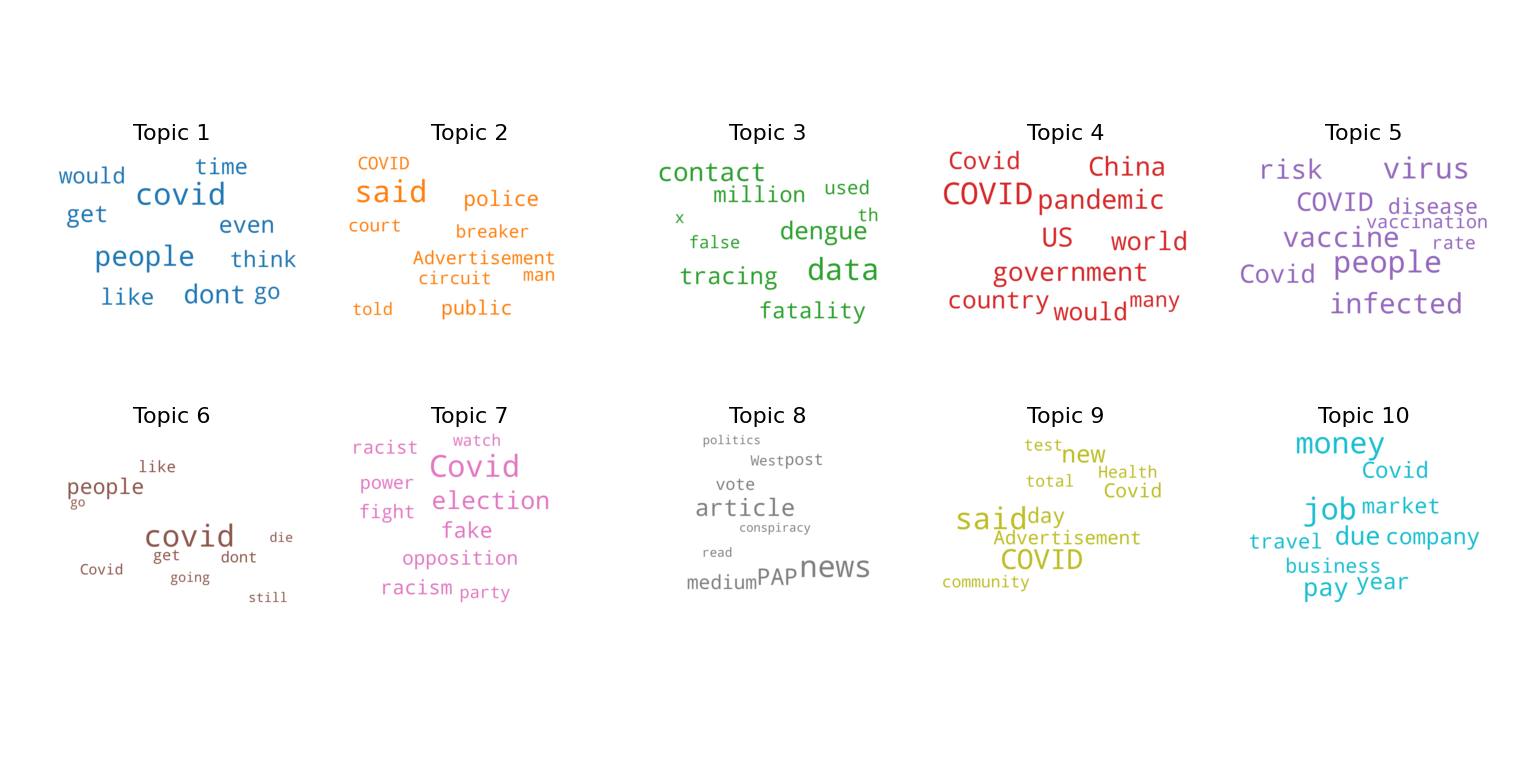 Topic 1
time
would
covid
get
even
people
think
like
dont
go
Topic 2
COVID
said
police
court
breaker
Advertisement
circuit
man
told
public
Topic 3
contact
million
used
x
th
false
dengue
tracing
data
fatality
Topic 4
Covid
China
COVID
pandemic
US
world
government
country
would
many
Topic 5
risk
virus
COVID
disease
vaccination
vaccine
rate
Covid
people
infected
Topic 6
like
people
go
covid
die
get
dont
Covid
going
still
Topic 7
racist
watch
Covid
power
election
fight
fake
opposition
racism
party
Topic 8
politics
West
post
vote
article
conspiracy
read
medium
PAP
news
Topic 9
test
new
Health
total
Covid
said
day
Advertisement
COVID
community
Topic 10
money
Covid
job
market
travel
due
company
business
pay
year